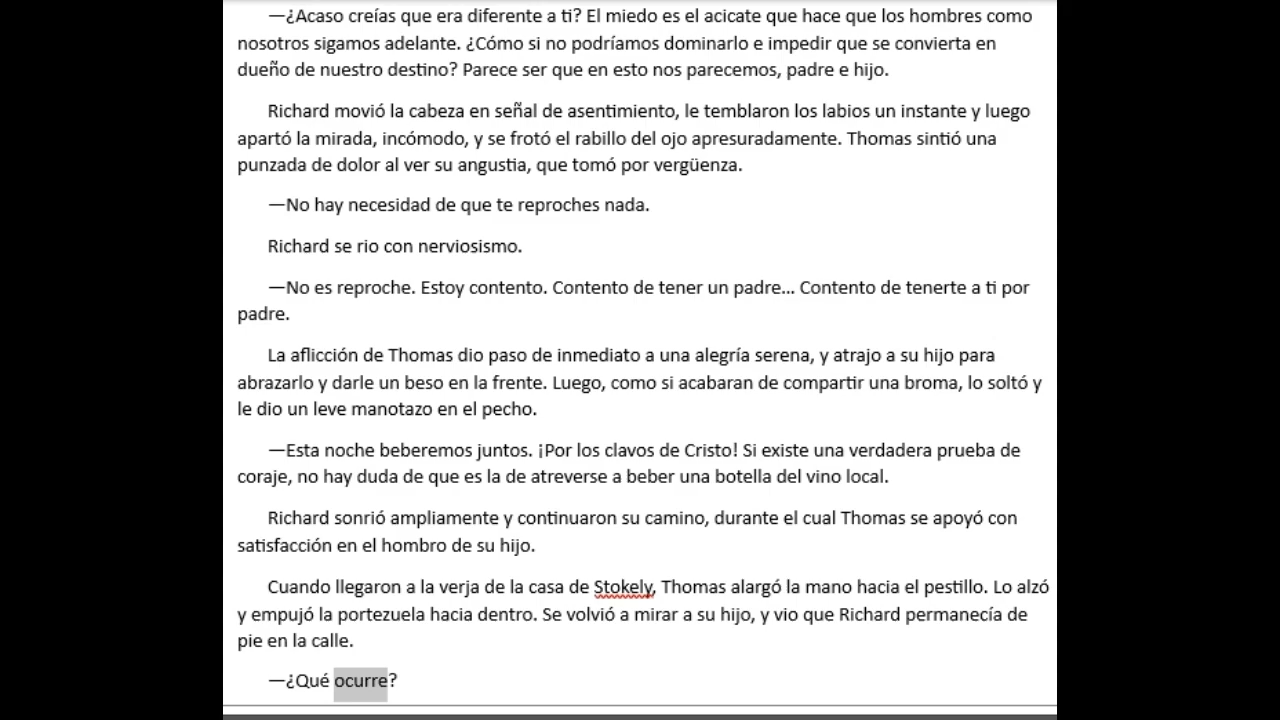 —¿Acaso creías que era diferente a ti? El miedo es el acicate que hace que los hombres como
nosotros sigamos adelante. ¿Cómo si no podríamos dominarlo e impedir que se convierta en
dueño de nuestro destino? Parece ser que en esto nos parecemos, padre e hijo.
Richard movió la cabeza en señal de asentimiento, le temblaron los labios un instante y luego
apartó la mirada, incómodo, y se frotó el rabillo del ojo apresuradamente. Thomas sintió una
punzada de dolor al ver su angustia, que tomó por vergüenza.
—No hay necesidad de que te reproches nada.
Richard se rio con nerviosismo.
—No es reproche. Estoy contento. Contento de tener un padre... Contento de tenerte a ti por
padre.
La aflicción de Thomas dio paso de inmediato a una alegría serena, y atrajo a su hijo para
abrazarlo y darle un beso en la frente. Luego, como si acabaran de compartir una broma, lo soltó y
le dio un leve manotazo en el pecho.
—Esta noche beberemos juntos. ¡Por los clavos de Cristo! Si existe una verdadera prueba de
coraje, no hay duda de que es la de atreverse a beber una botella del vino local.
Richard sonrió ampliamente y continuaron su camino, durante el cual Thomas se apoyó con
satisfacción en el hombro de su hijo.
Cuando llegaron a la verja de la casa de Stokely, Thomas alargó la mano hacia el pestillo. Lo alzó
y empujó la portezuela hacia dentro. Se volvió a mirar a su hijo, y vio que Richard permanecía de
pie en la calle.
—¿Qué ocurre?